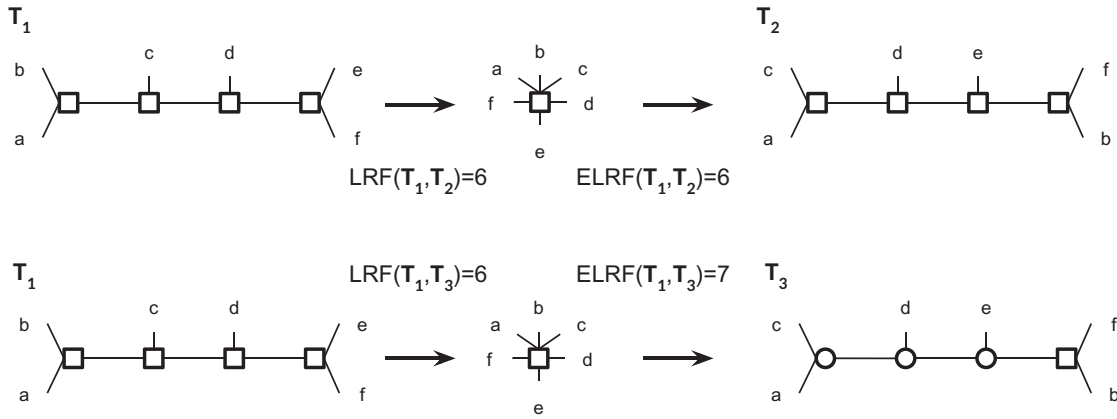 T1 T2
c d b d e
b e a c c f
f d
a f e a b
LRF(T1,T2)=6 ELRF(T1,T2)=6
T1 LRF(T1,T3)=6 ELRF(T1,T3)=7 T3
c d b d e
b e a c c f
f d
a f e a b